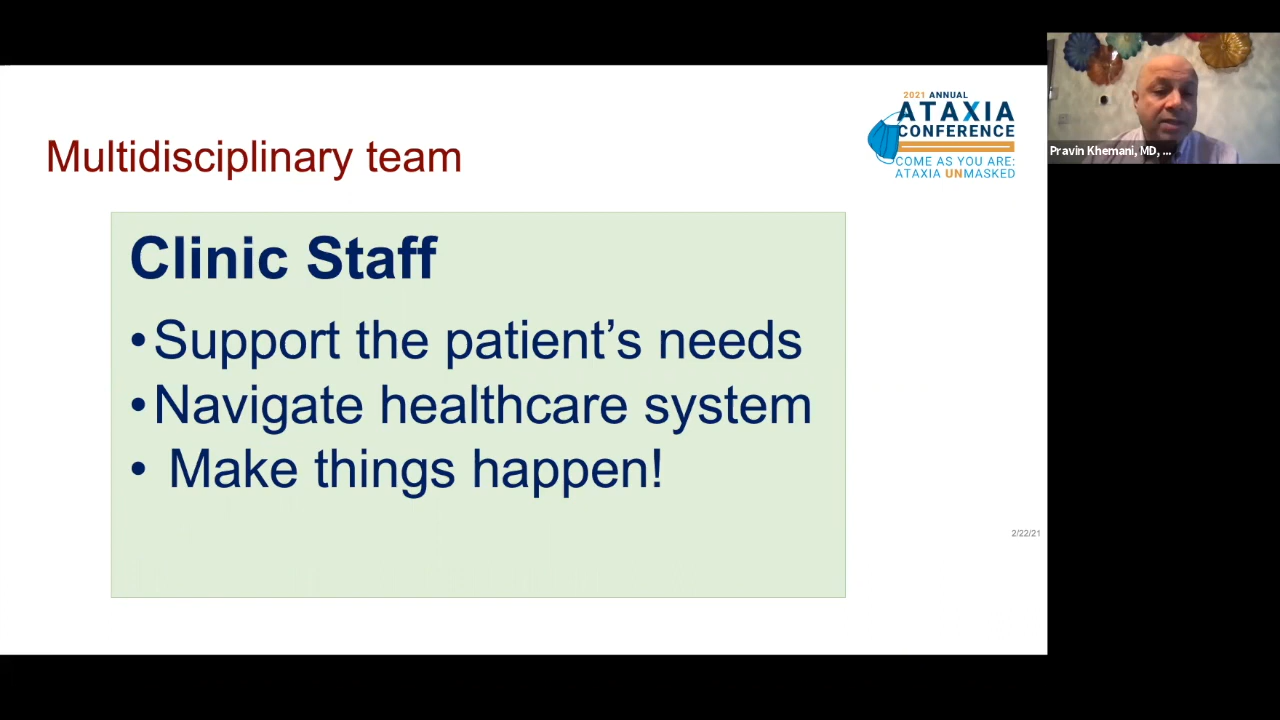 2021 ANNUAL
ATAXIA
CONFERENCE
COME AS YOU ARE:
ATAXIA UNMASKED
Multidisciplinary team
Pravin Khemani, MD, ...
Clinic Staff
•Support the patient’s needs
•Navigate healthcare system
• Make things happen!
2/22/21